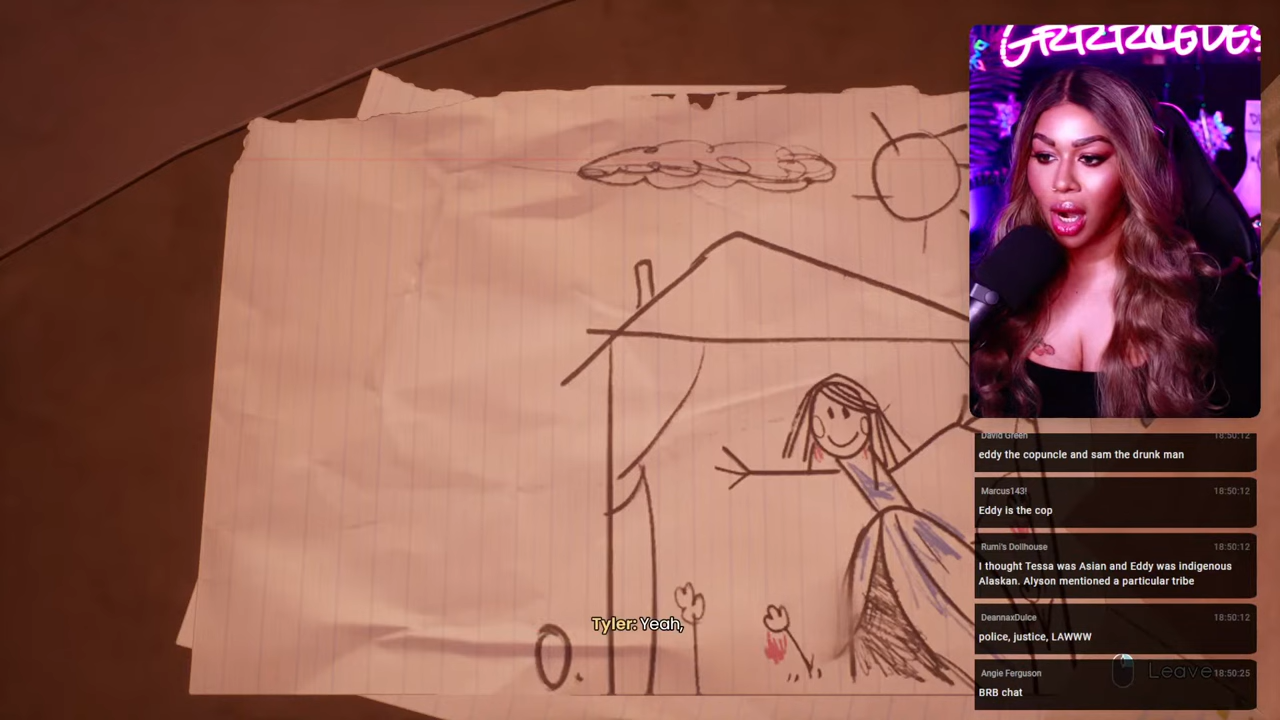 GRRRCEDES
David Green 18:50:12
eddy the copuncle and sam the drunk man
Marcus143! 18:50:12
Eddy is the cop
Rumi's Dollhouse 18:50:12
I thought Tessa was Asian and Eddy was indigenous
Alaskan. Alyson mentioned a particular tribe
DeannaxDulce 18:50:12
police, justice, LAWWW
Angie Ferguson 18:50:25
BRB chat
Leave
Tyler: Yeah,